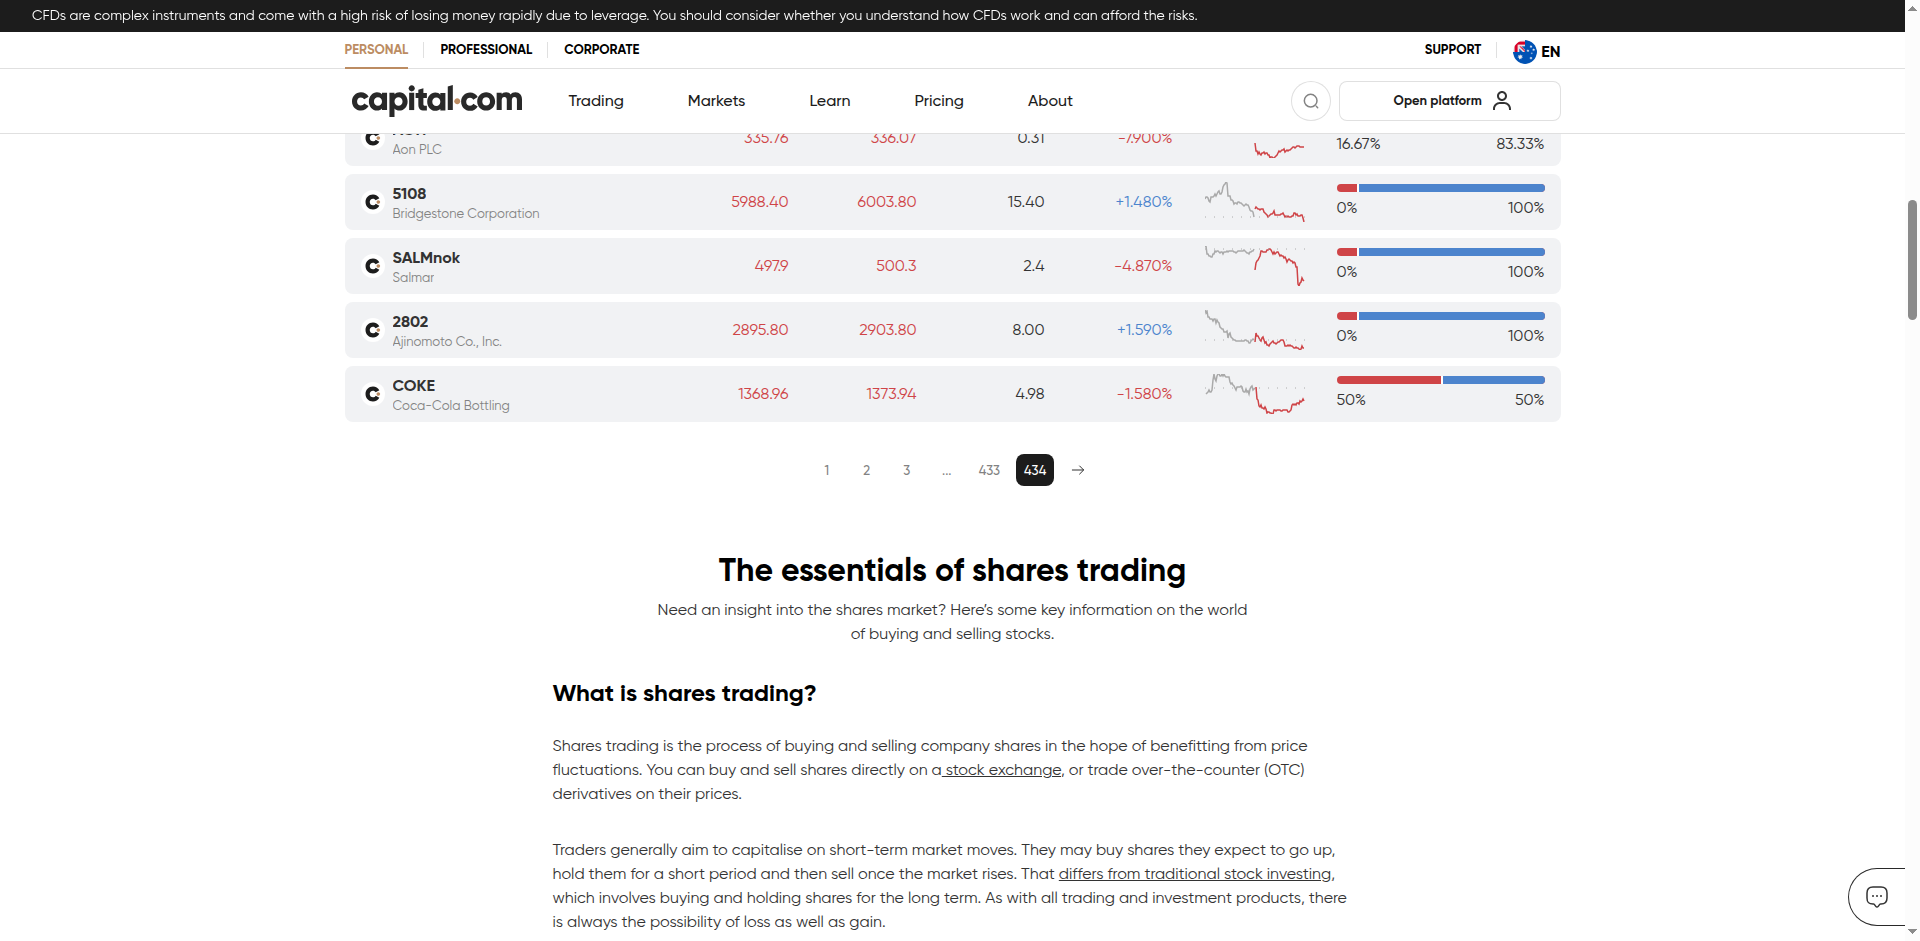 CFDs are complex instruments and come with a high risk of losing money rapidly due to leverage. You should consider whether you understand how CFDs work and can afford the risks.
PERSONAL PROFESSIONAL CORPORATE SUPPORT EN
capital.com Trading Markets Learn Pricing About Open platform
335.76 336.07 0.31 -7.900% 16.67% 83.33%
Aon PLC
5108 5988.40 6003.80 15.40 +1.480% 0% 100%
Bridgestone Corporation
SALMnok 497.9 500.3 2.4 -4.870% 0% 100%
Salmar
2802 2895.80 2903.80 8.00 +1.590% 0% 100%
Ajinomoto Co., Inc.
COKE 1368.96 1373.94 4.98 -1.580% 50% 50%
Coca-Cola Bottling
1 2 3 ... 433 434
The essentials of shares trading
Need an insight into the shares market? Here's some key information on the world
of buying and selling stocks.
What is shares trading?
Shares trading is the process of buying and selling company shares in the hope of benefitting from price
fluctuations. You can buy and sell shares directly on a stock exchange, or trade over-the-counter (OTC)
derivatives on their prices.
Traders generally aim to capitalise on short-term market moves. They may buy shares they expect to go up,
hold them for a short period and then sell once the market rises. That differs from traditional stock investing,
which involves buying and holding shares for the long term. As with all trading and investment products, there
is always the possibility of loss as well as gain.